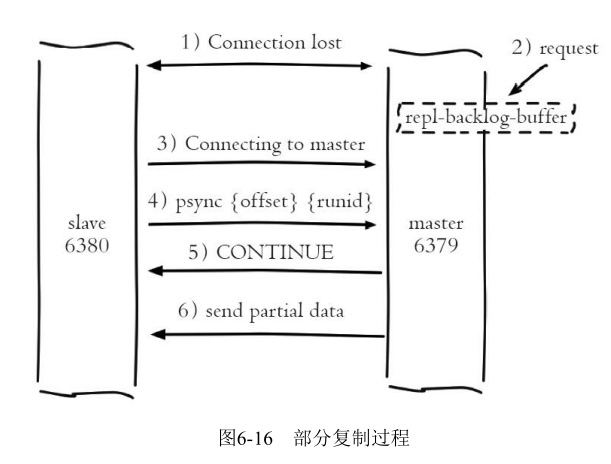 1) Connection lost
2) request
repl-backlog-buffer
3) Connecting to master
4) psync {offset} {runid}
slave
6380
master
6379
5) CONTINUE
6) send partial data
图6-16 部分复制过程